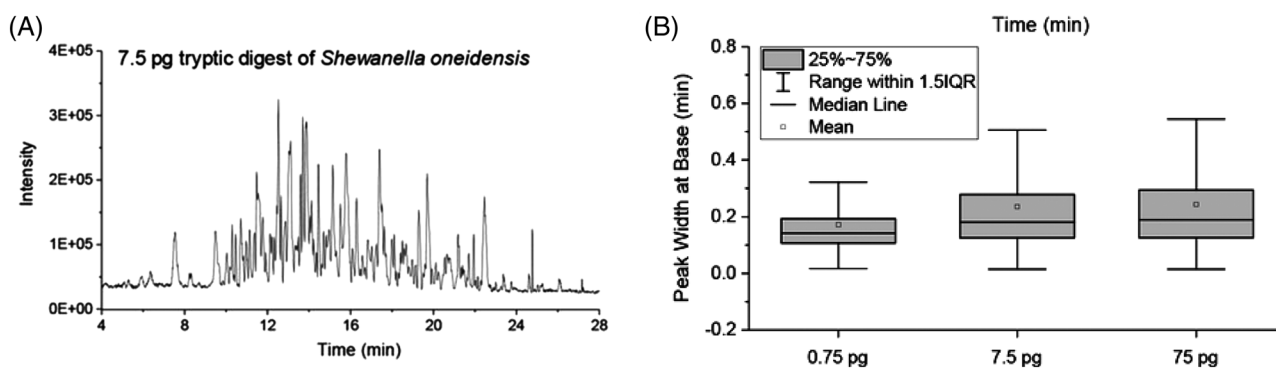 (A)
7.5 pg tryptic digest of Shewanella oneidensis
4E+05
3E+05
2E+05
1E+05
0E+00
Intensity
4 8 12 16 20 24 28
Time (min)
(B)
Time (min)
25%~75%
Range within 1.5IQR
Median Line
Mean
0.8
0.6
0.4
0.2
0.0
-0.2
Peak Width at Base (min)
0.75 pg 7.5 pg 75 pg